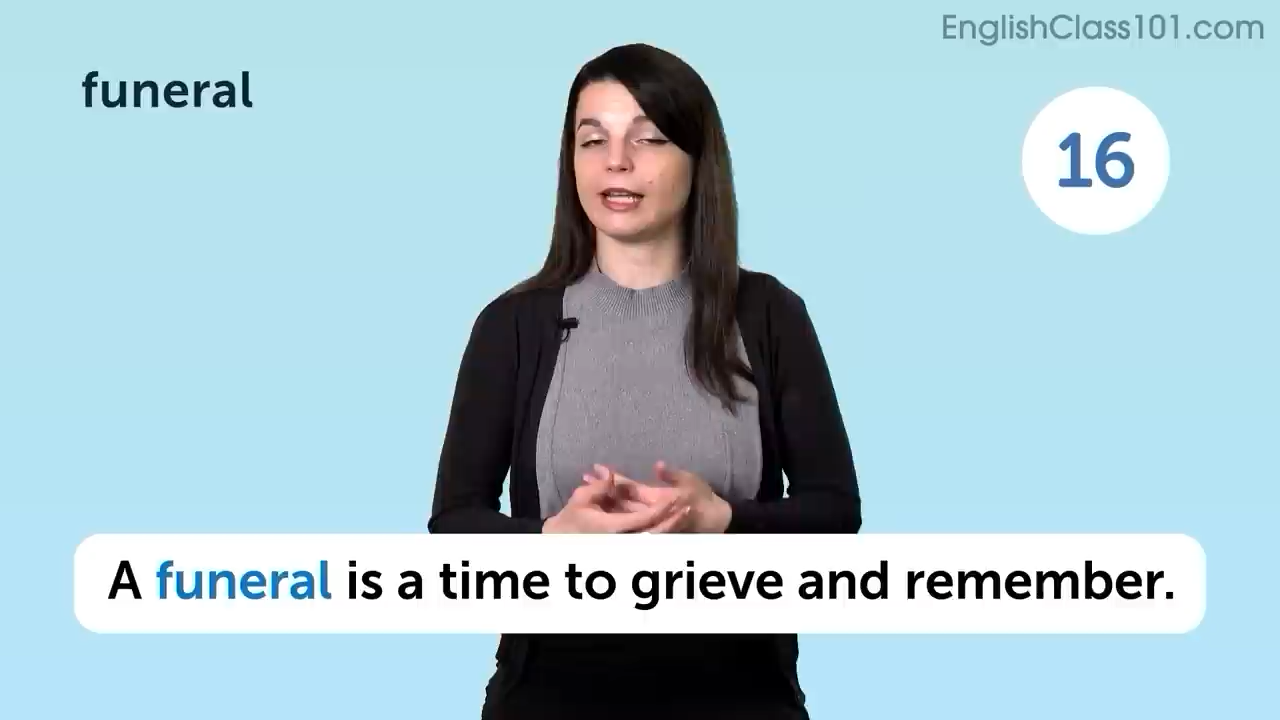 EnglishClass101.com
funeral
16
A funeral is a time to grieve and remember.